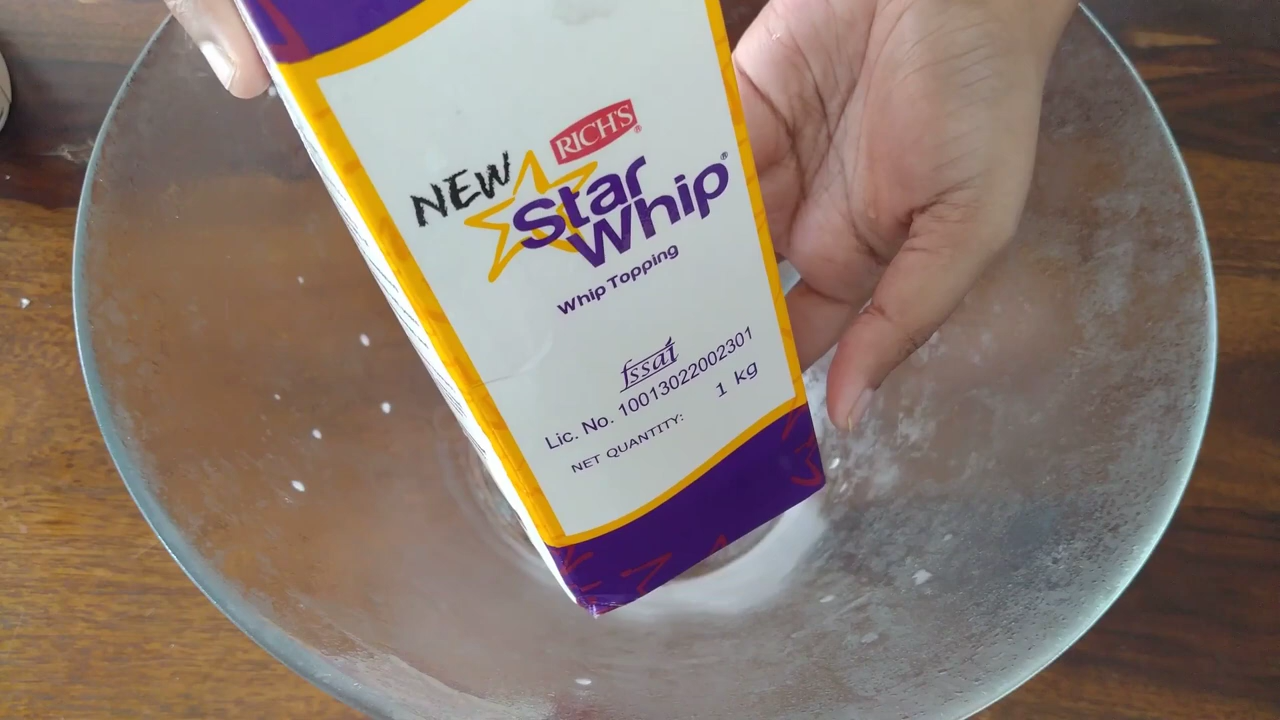 RICH'S®
NEW
Star
Whip®
Whip Topping
fssai
Lic. No. 10013022002301
NET QUANTITY: 1 kg